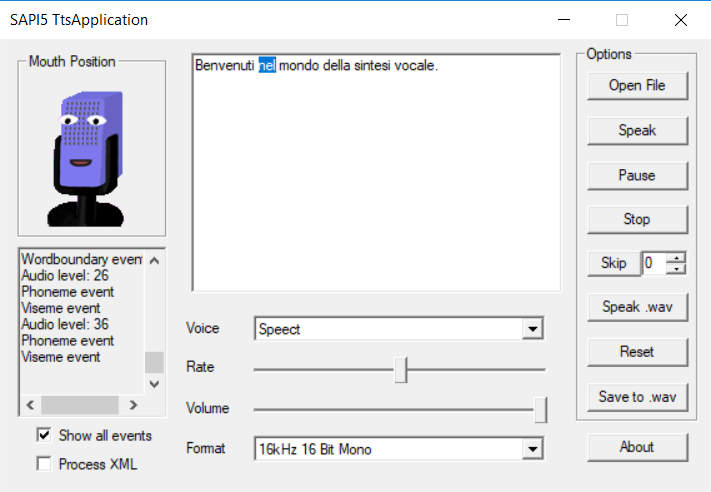 SAPI5 TtsApplication
Mouth Position
Benvenuti nel mondo della sintesi vocale.
Options
Open File
Speak
Pause
Stop
Skip 0
Speak .wav
Reset
Save to .wav
About
Wordboundary even
Audio level: 26
Phoneme event
Viseme event
Audio level: 36
Phoneme event
Viseme event
Show all events
Process XML
Voice Speect
Rate
Volume
Format 16kHz 16 Bit Mono